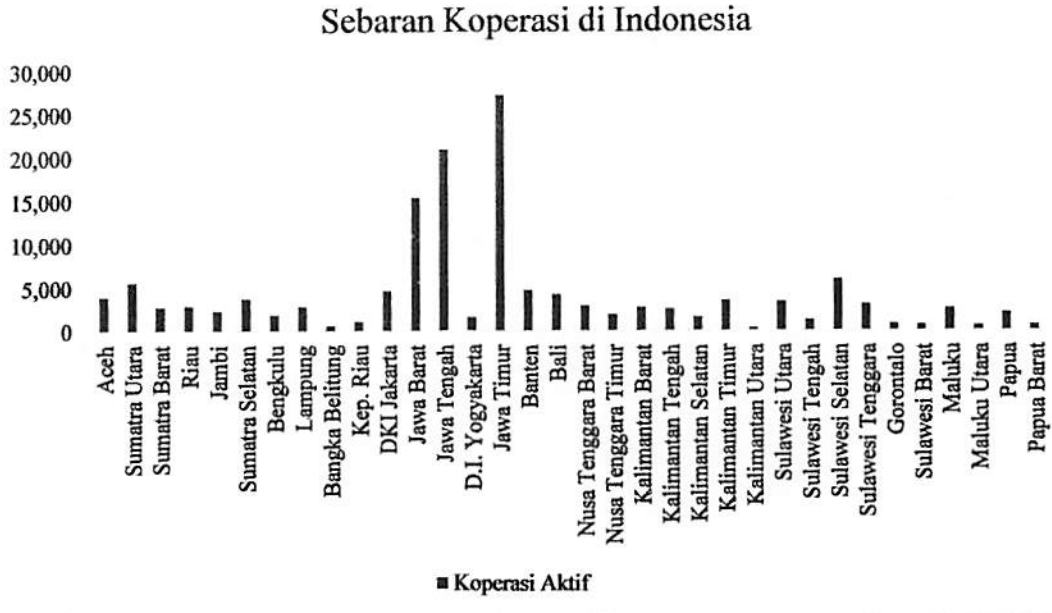 Sebaran Koperasi di Indonesia
30,000
25,000
20,000
15,000
10,000
5,000
0
Aceh
Sumatra Utara
Sumatra Barat
Riau
Jambi
Sumatra Selatan
Bengkulu
Lampung
Bangka Belitung
Kep. Riau
DKI Jakarta
Jawa Barat
Jawa Tengah
D.I. Yogyakarta
Jawa Timur
Banten
Bali
Nusa Tenggara Barat
Nusa Tenggara Timur
Kalimantan Barat
Kalimantan Tengah
Kalimantan Selatan
Kalimantan Timur
Kalimantan Utara
Sulawesi Utara
Sulawesi Tengah
Sulawesi Selatan
Sulawesi Tenggara
Gorontalo
Sulawesi Barat
Maluku
Maluku Utara
Papua
Papua Barat
Koperasi Aktif